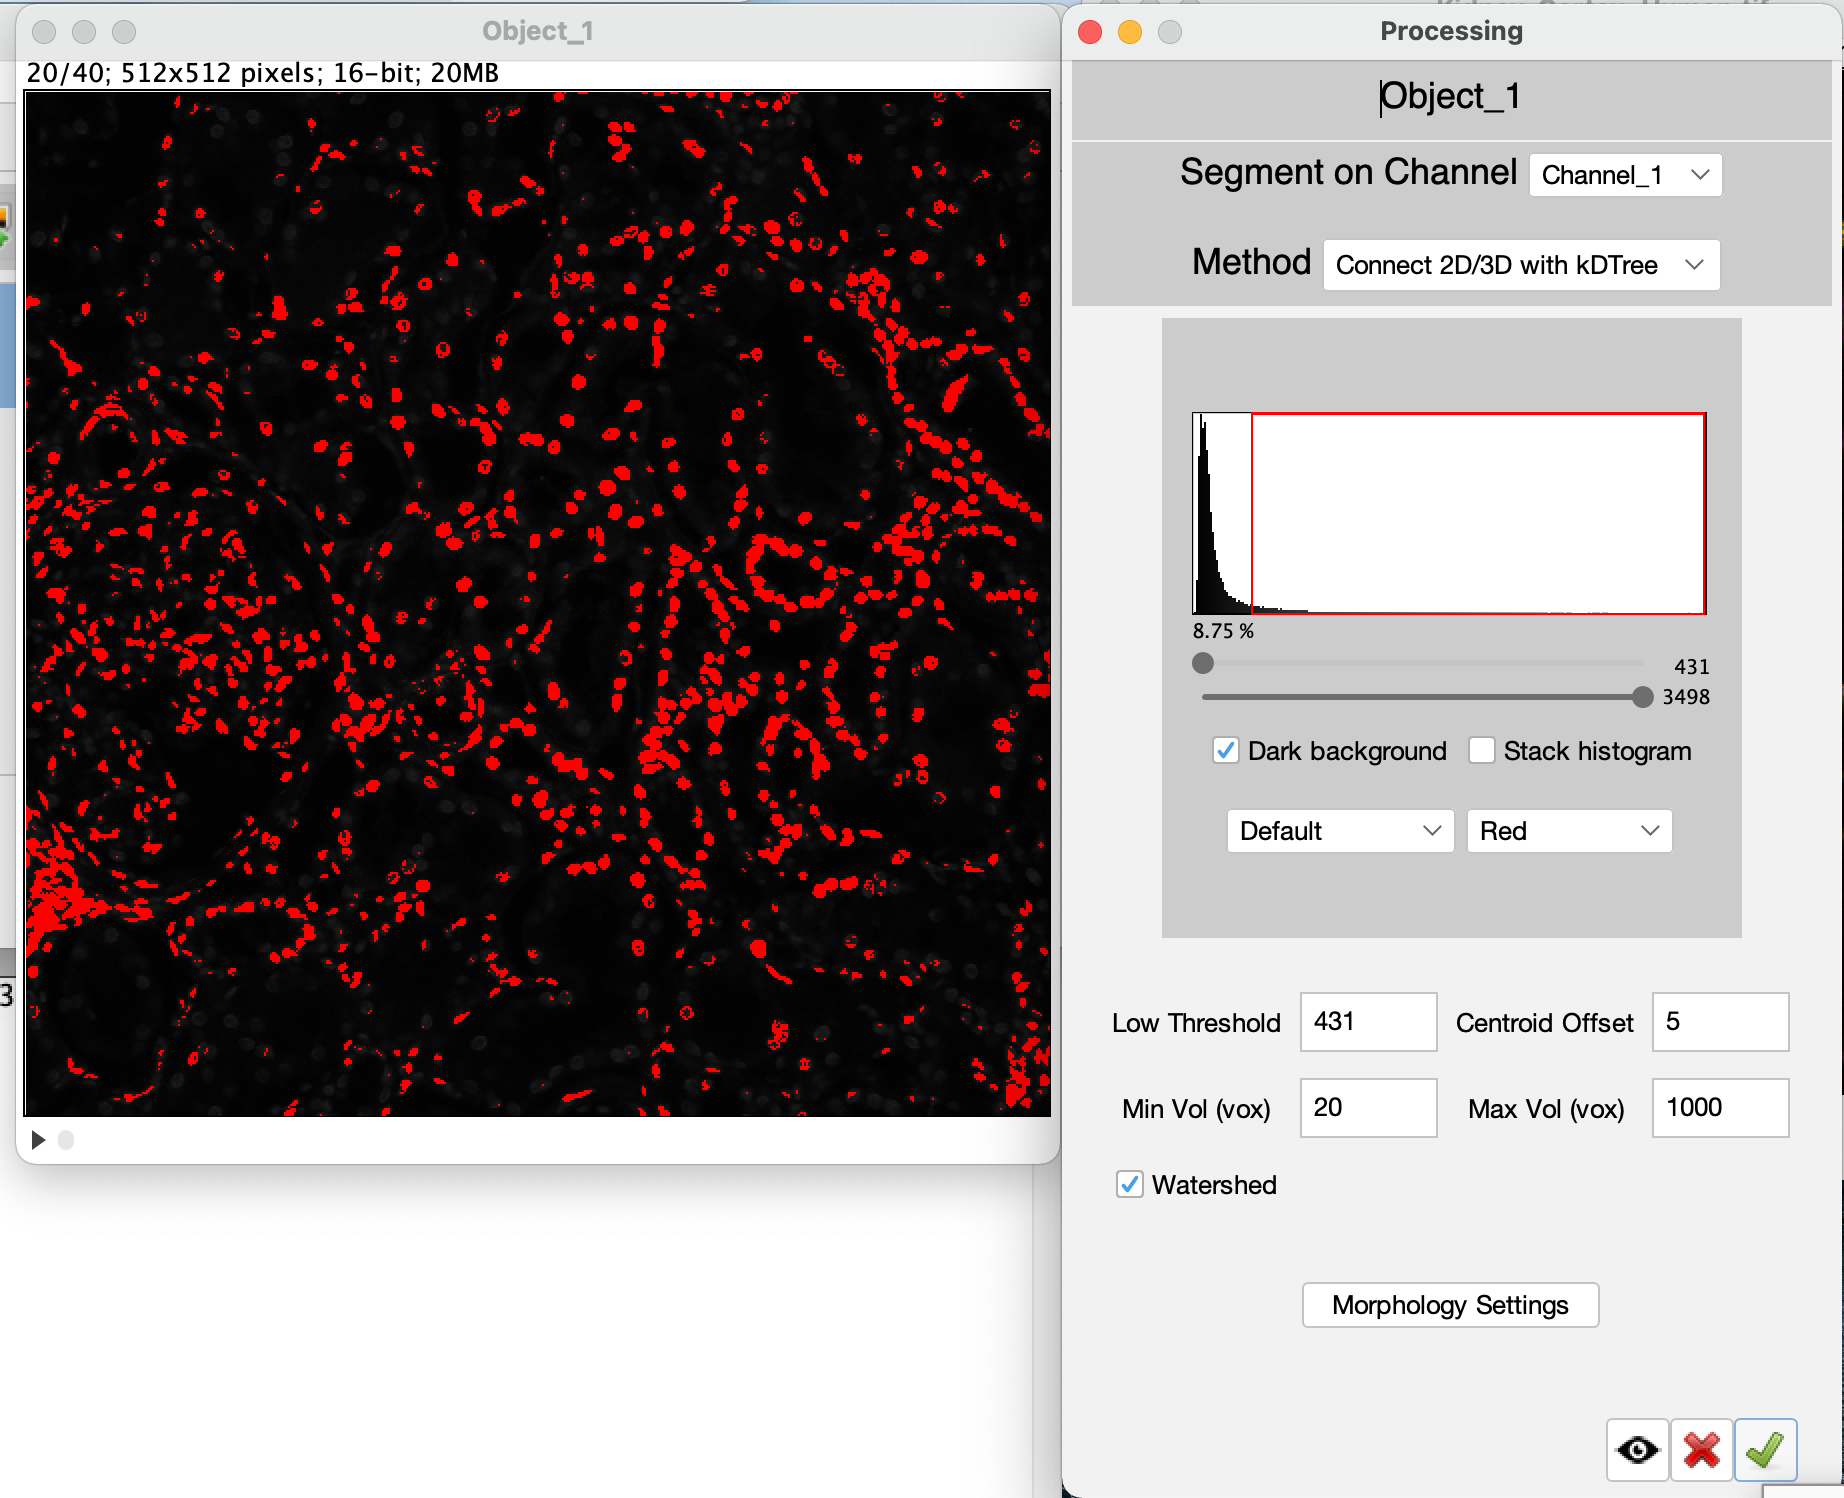 Object_1
20/40; 512x512 pixels; 16-bit; 20MB
Processing
Object_1
Segment on Channel Channel_1
Method Connect 2D/3D with kDTree
8.75 %
431
3498
Dark background Stack histogram
Default Red
Low Threshold 431 Centroid Offset 5
Min Vol (vox) 20 Max Vol (vox) 1000
Watershed
Morphology Settings
3